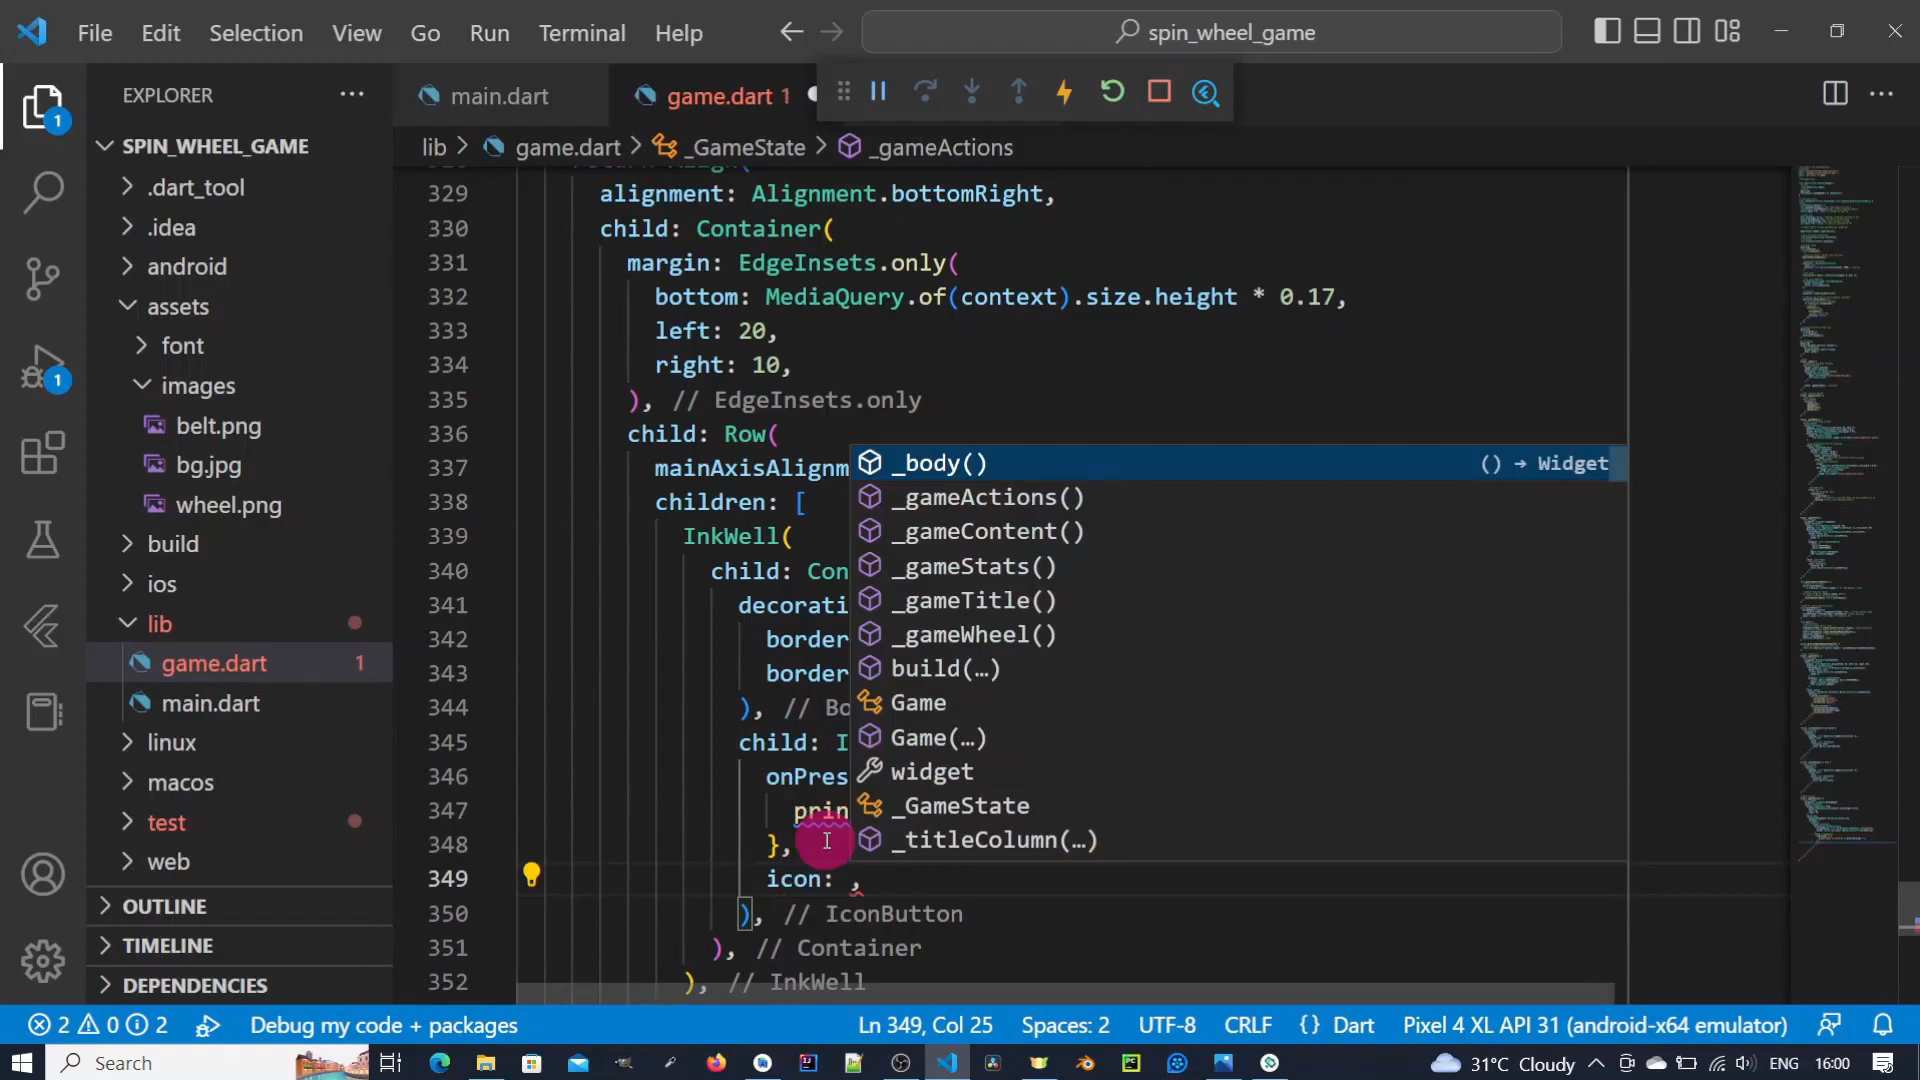 File Edit Selection View Go Run Terminal Help
spin_wheel_game
EXPLORER
main.dart
game.dart 1
lib > game.dart > _GameState > _gameActions
1
SPIN_WHEEL_GAME
.dart_tool
.idea
android
assets
font
images
belt.png
bg.jpg
wheel.png
build
ios
lib
game.dart 1
main.dart
linux
macos
test
web
OUTLINE
TIMELINE
DEPENDENCIES
1
329 alignment: Alignment.bottomRight,
330 child: Container(
331 margin: EdgeInsets.only(
332 bottom: MediaQuery.of(context).size.height * 0.17,
333 left: 20,
334 right: 10,
335 ), // EdgeInsets.only
336 child: Row(
337 mainAxisAlignm
338 children: [
339 InkWell(
340 child: Con
341 decorati
342 border
343 border
344 ), // Bo
345 child: I
346 onPres
347 prin
348 },
349 icon: ,
350 ), // IconButton
351 ), // Container
352 ), // InkWell
_body() () → Widget
_gameActions()
_gameContent()
_gameStats()
_gameTitle()
_gameWheel()
build(…)
Game
Game(…)
widget
_GameState
_titleColumn(…)
2 0 2 Debug my code + packages Ln 349, Col 25 Spaces: 2 UTF-8 CRLF {} Dart Pixel 4 XL API 31 (android-x64 emulator)
Search 31°C Cloudy ENG 16:00